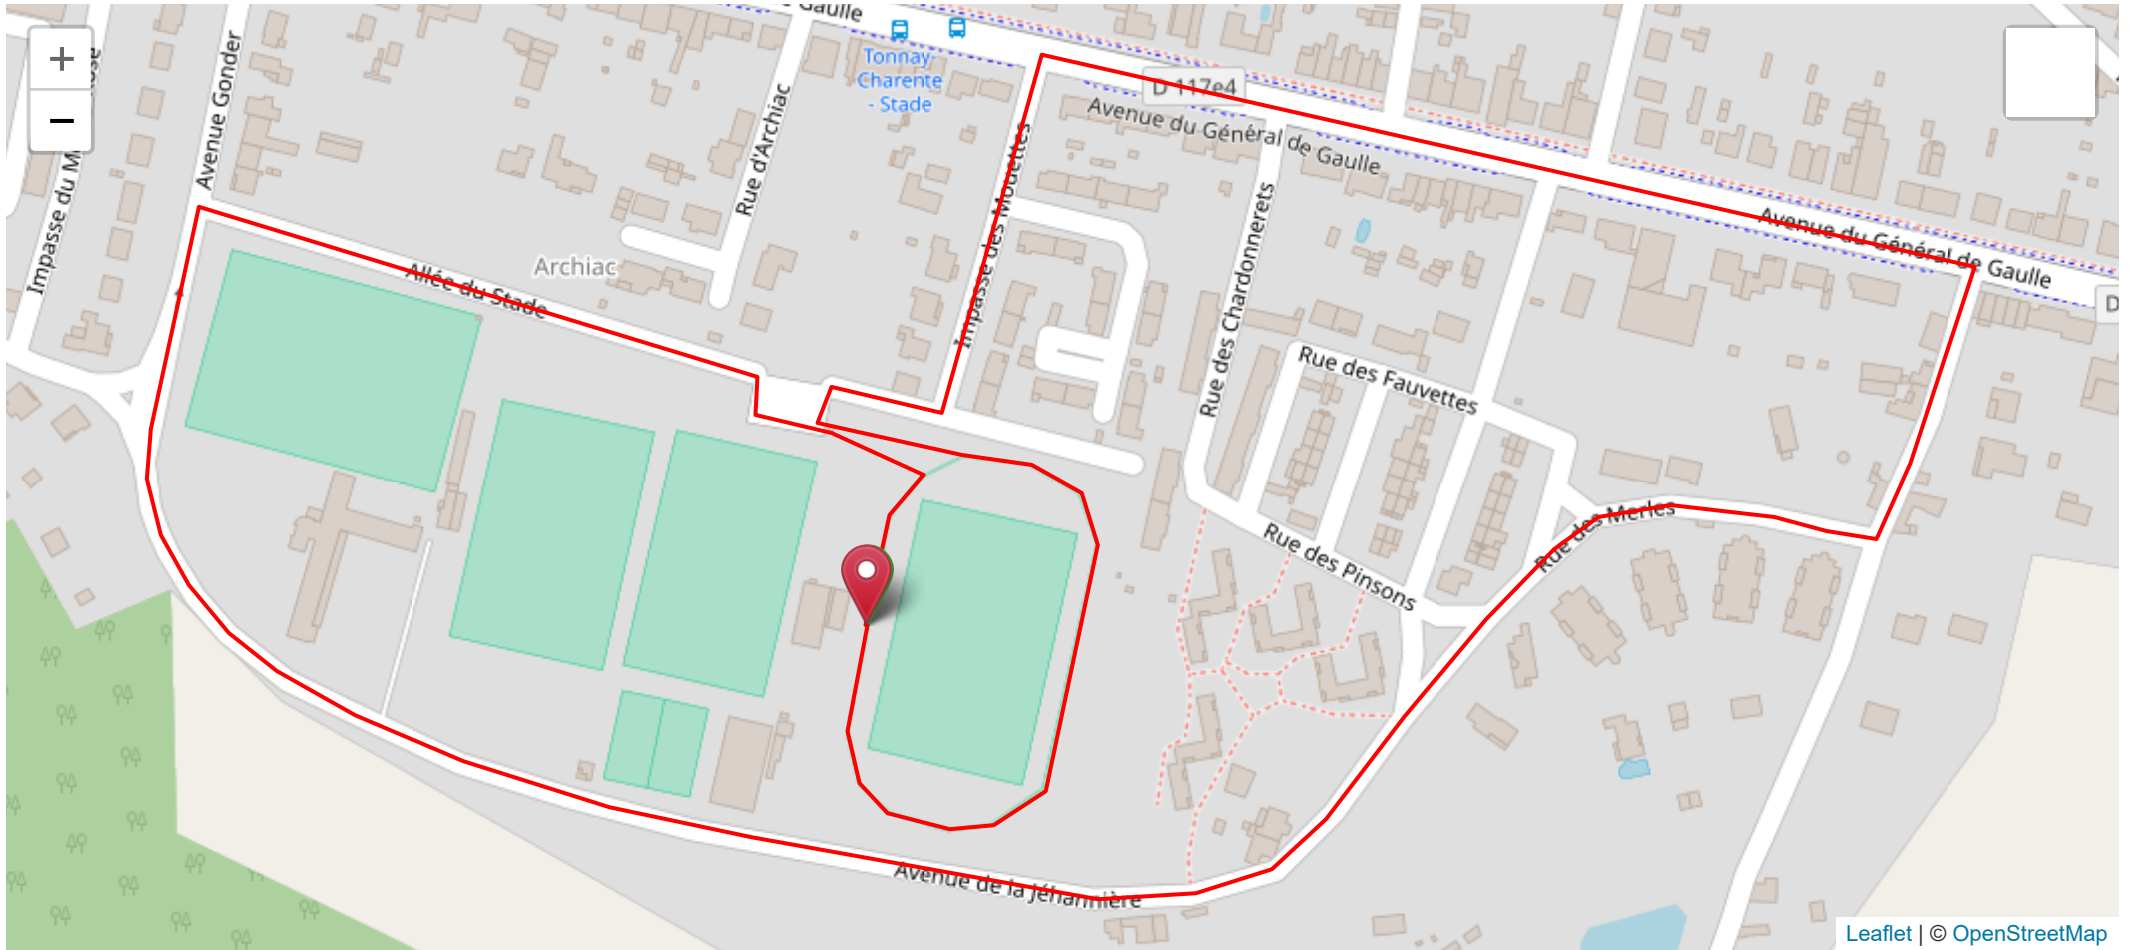 +
−
Gaulle
Tonnay-
Charente
- Stade
D 117e4
Avenue du Général de Gaulle
Avenue Gonder
Rue d'Archiac
Impasse des Mouettes
Impasse du M
Avenue du Général de Gaulle
D
Archiac
Allée du Stade
Rue des Chardonnerets
Rue des Fauvettes
Rue des Merles
Rue des Pinsons
Avenue de la Jéhannière
Leaflet | © OpenStreetMap